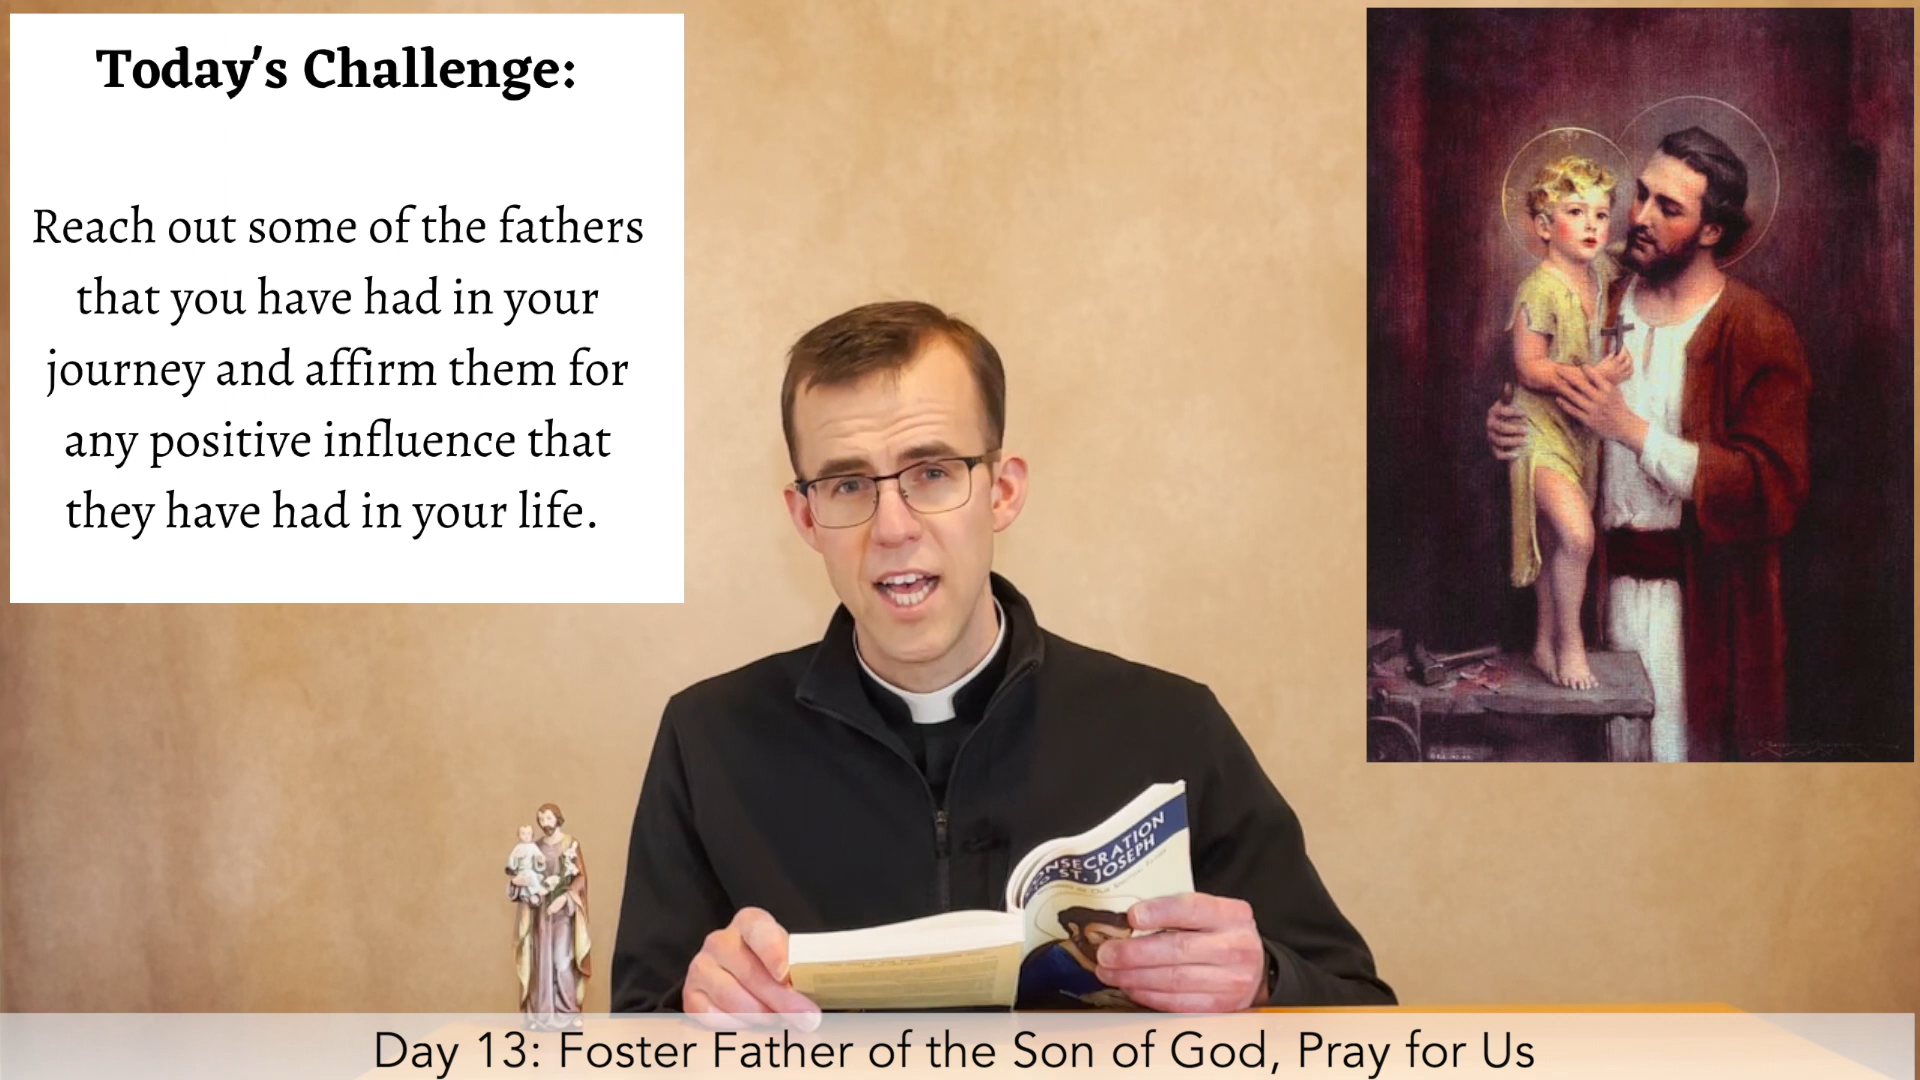 Today's Challenge:
Reach out some of the fathers
that you have had in your
journey and affirm them for
any positive influence that
they have had in your life.
CONSECRATION
TO ST. JOSEPH
Day 13: Foster Father of the Son of God, Pray for Us